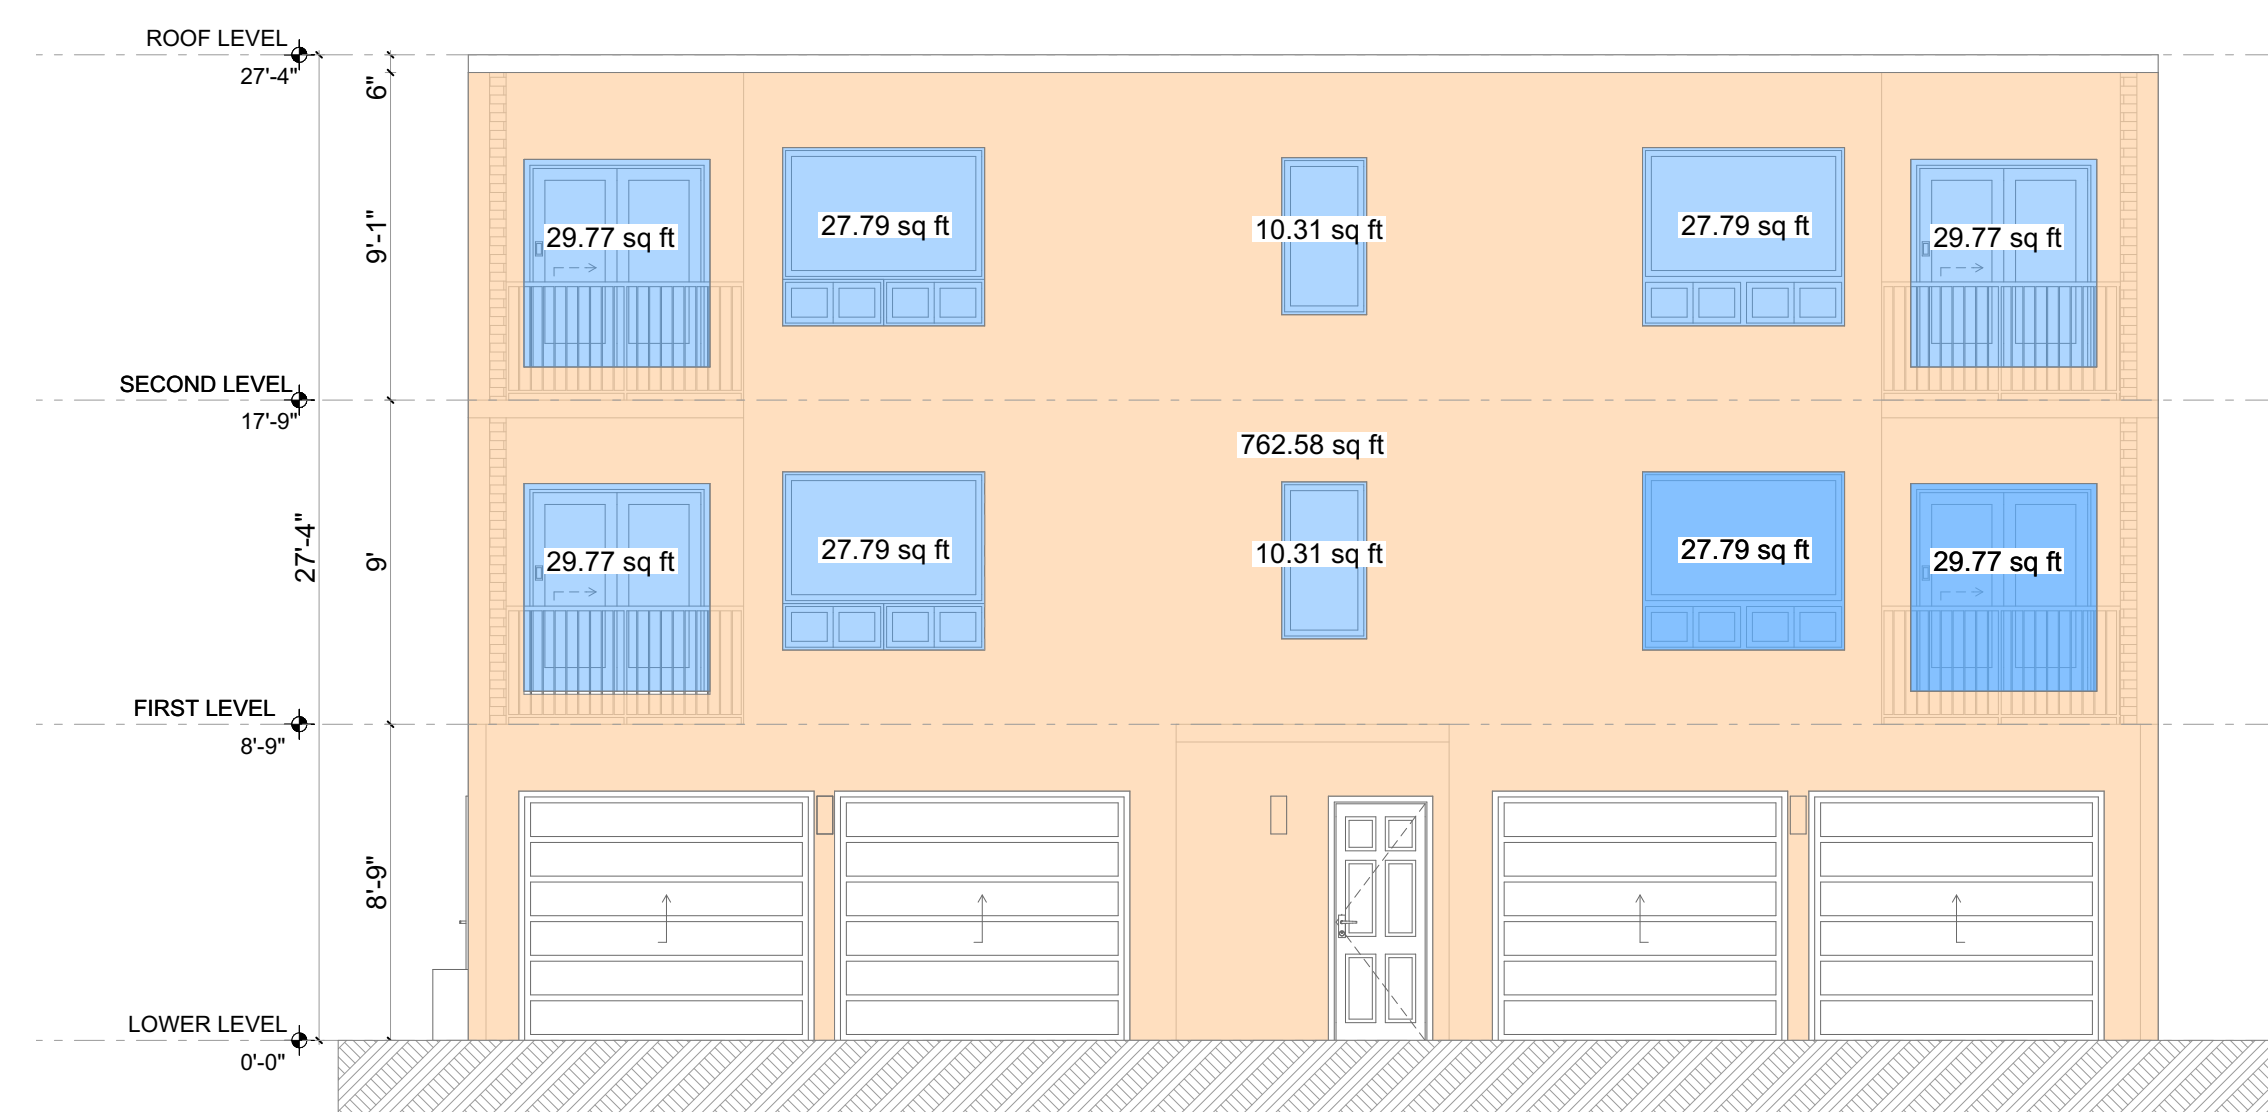 ROOF LEVEL
27'-4"
6"
9'-1"
29.77 sq ft
27.79 sq ft
10.31 sq ft
27.79 sq ft
29.77 sq ft
SECOND LEVEL
17'-9"
762.58 sq ft
27'-4"
9'
29.77 sq ft
27.79 sq ft
10.31 sq ft
27.79 sq ft
29.77 sq ft
FIRST LEVEL
8'-9"
8'-9"
LOWER LEVEL
0'-0"